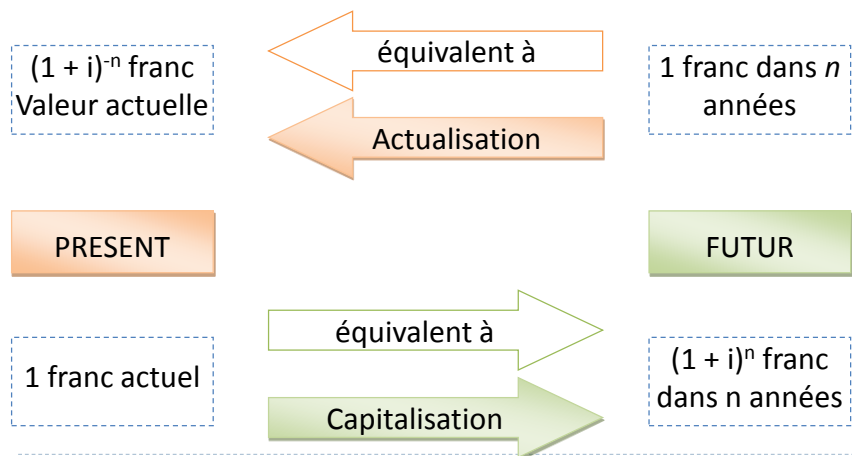 (1 + i)⁻ⁿ franc
Valeur actuelle
équivalent à
1 franc dans n
années
Actualisation
PRESENT
FUTUR
1 franc actuel
équivalent à
(1 + i)ⁿ franc
dans n années
Capitalisation